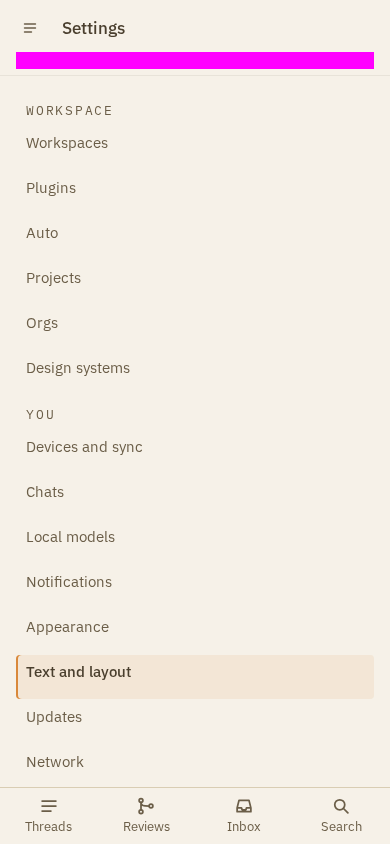 Settings
WORKSPACE
Workspaces
Plugins
Auto
Projects
Orgs
Design systems
YOU
Devices and sync
Chats
Local models
Notifications
Appearance
Text and layout
Updates
Network
Threads
Reviews
Inbox
Search